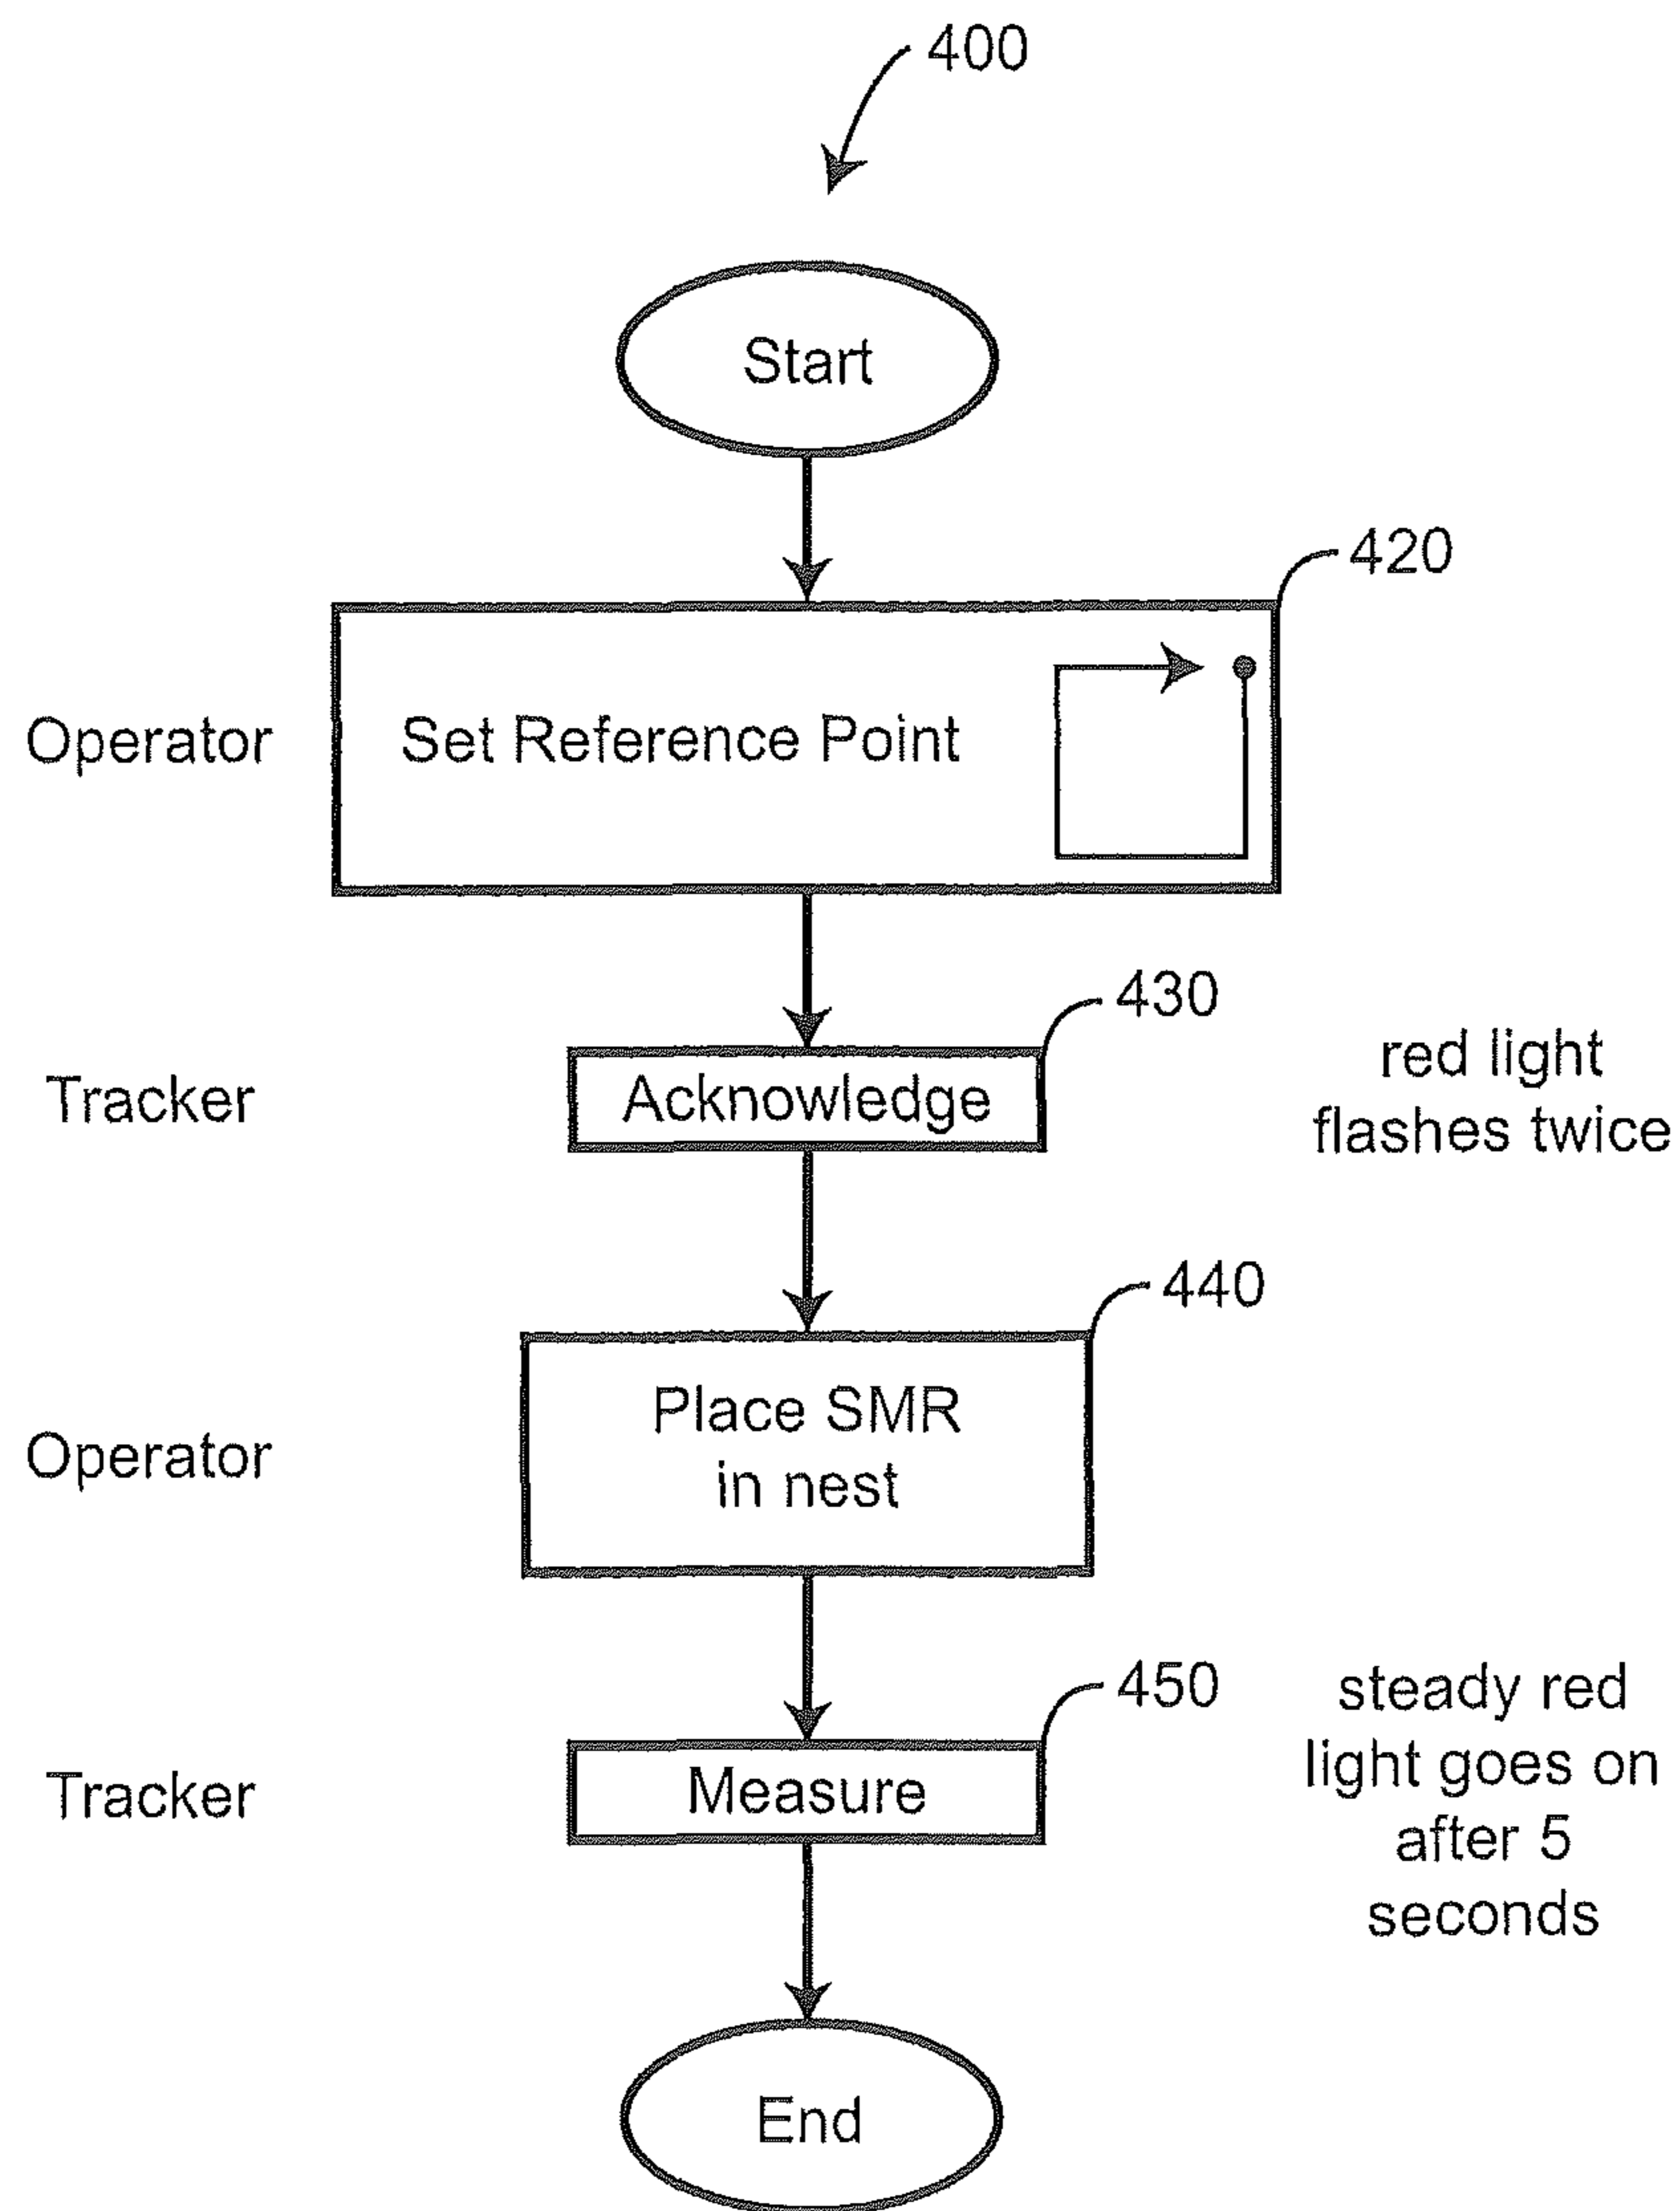 400
Start
420
Operator
Set Reference Point
430
Tracker
Acknowledge
red light
flashes twice
440
Operator
Place SMR
in nest
450
Tracker
Measure
steady red
light goes on
after 5
seconds
End